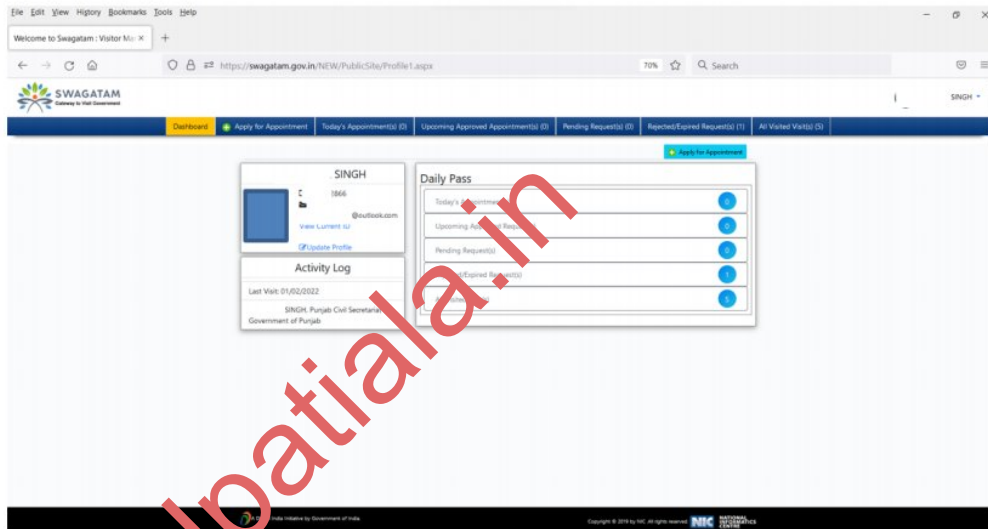 File Edit View History Bookmarks Tools Help
Welcome to Swagatam : Visitor Ma
https://swagatam.gov.in/NEW/PublicSite/Profile1.aspx
70%
Search
SWAGATAM
Gateway to Visit Government
SINGH
Dashboard
Apply for Appointment
Today's Appointment(s) (0)
Upcoming Approved Appointment(s) (0)
Pending Request(s) (0)
Rejected/Expired Request(s) (1)
All Visited Visit(s) (5)
Apply for Appointment
SINGH
1866
@outlook.com
View Current ID
Update Profile
Activity Log
Last Visit: 01/02/2022
SINGH, Punjab Civil Secretariat,
Government of Punjab
Daily Pass
Today's
0
Upcoming
0
Pending Request(s)
0
/Expired Request(s)
1
5
patiala.in
India Initiative by Government of India.
Copyright © 2019 by NIC. All rights reserved
NIC
NATIONAL
INFORMATICS
CENTRE